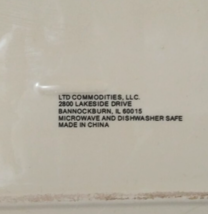 LTD COMMODITIES, LLC.
2800 LAKESIDE DRIVE
BANNOCKBURN, IL 60015
MICROWAVE AND DISHWASHER SAFE
MADE IN CHINA